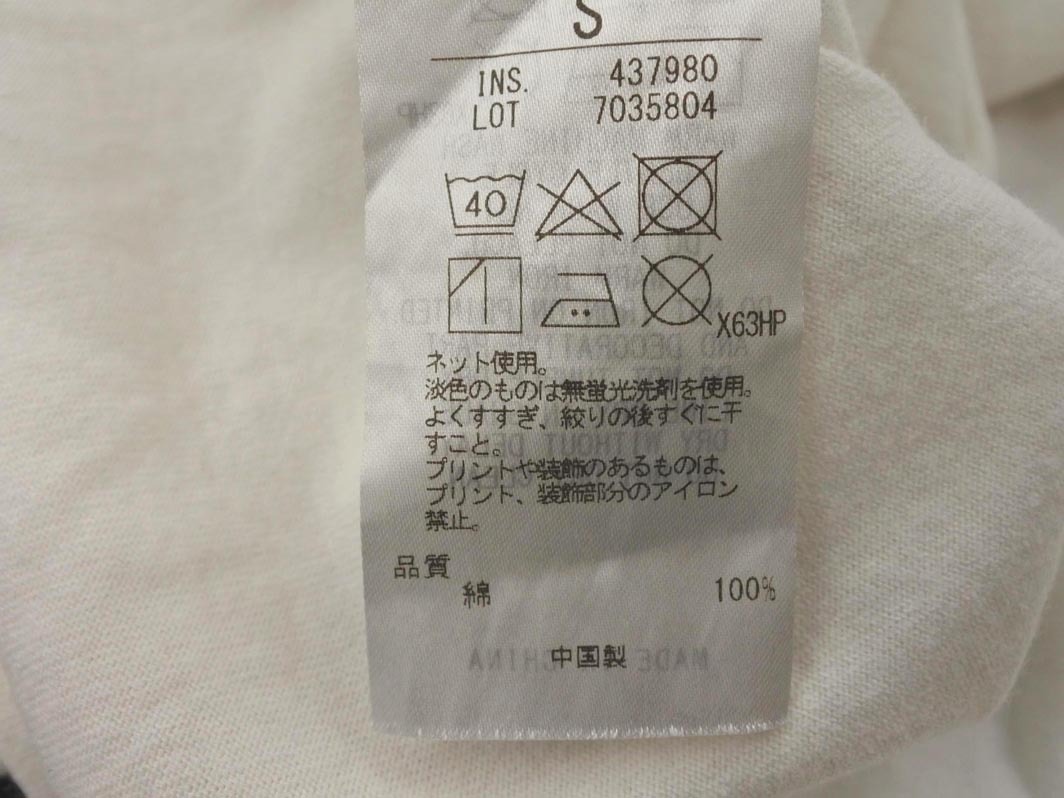 S
INS. 437980
LOT 7035804
40
X63HP
ネット使用。
淡色のものは無蛍光洗剤を使用。
よくすすぎ、絞りの後すぐに干
すこと。
プリントや装飾のあるものは、
プリント、装飾部分のアイロン
禁止。
品質
綿 100%
中国製